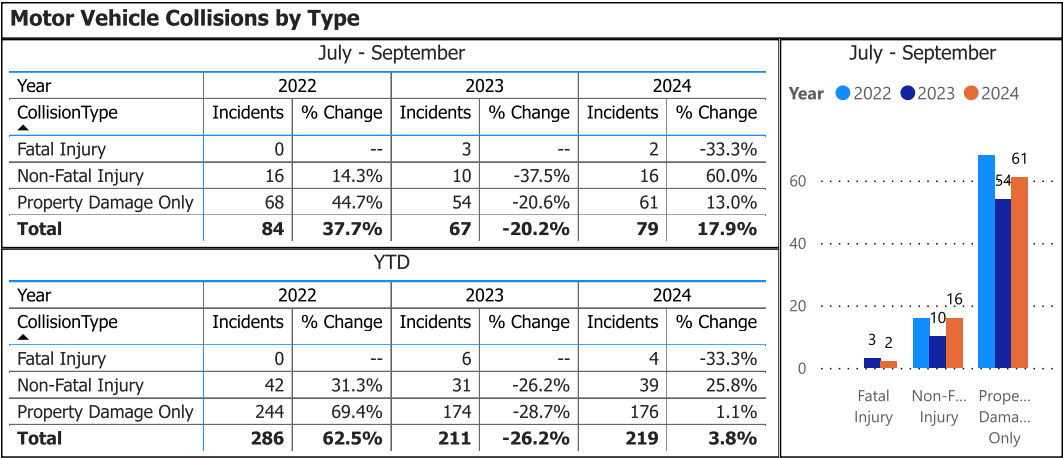 Motor Vehicle Collisions by Type
July - September
Year 2022 2023 2024
CollisionType Incidents % Change Incidents % Change Incidents % Change
Fatal Injury 0 -- 3 -- 2 -33.3%
Non-Fatal Injury 16 14.3% 10 -37.5% 16 60.0%
Property Damage Only 68 44.7% 54 -20.6% 61 13.0%
Total 84 37.7% 67 -20.2% 79 17.9%
YTD
Year 2022 2023 2024
CollisionType Incidents % Change Incidents % Change Incidents % Change
Fatal Injury 0 -- 6 -- 4 -33.3%
Non-Fatal Injury 42 31.3% 31 -26.2% 39 25.8%
Property Damage Only 244 69.4% 174 -28.7% 176 1.1%
Total 286 62.5% 211 -26.2% 219 3.8%
July - September
Year 2022 2023 2024
61
60 54
40
20 16
10
3 2
0
Fatal Non-F... Prope...
Injury Injury Dama...
Only